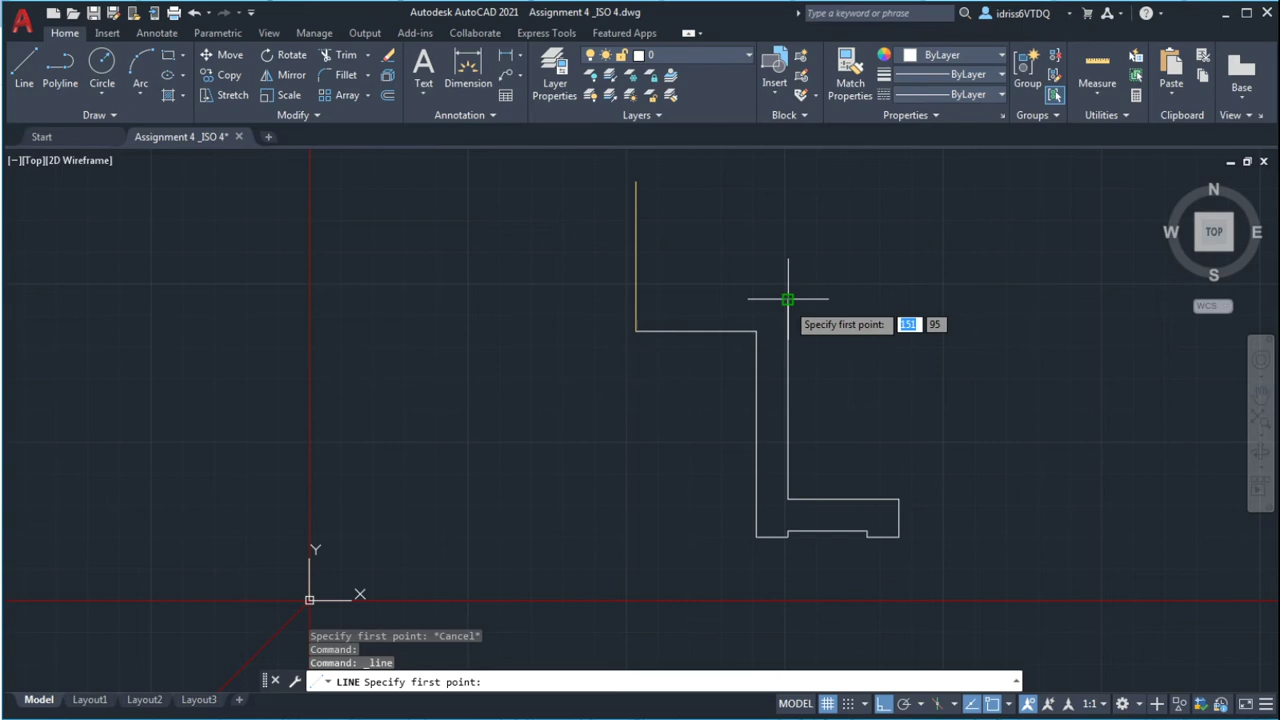 Autodesk AutoCAD 2021 Assignment 4 _ISO 4.dwg
Type a keyword or phrase
idriss6VTDQ
Home Insert Annotate Parametric View Manage Output Add-ins Collaborate Express Tools Featured Apps
Line
Polyline
Circle
Arc
Draw
Move
Copy
Stretch
Rotate
Mirror
Scale
Trim
Fillet
Array
Modify
Text
Dimension
Annotation
Layer
Properties
0
Layers
Insert
Block
Match
Properties
ByLayer
ByLayer
ByLayer
Properties
Group
Groups
Measure
Utilities
Paste
Clipboard
Base
View
Start
Assignment 4 _ISO 4*
[−][Top][2D Wireframe]
N
W TOP E
S
WCS
Specify first point: 151 95
Y
X
Specify first point: *Cancel*
Command:
Command: _line
LINE Specify first point:
Model Layout1 Layout2 Layout3
MODEL
1:1